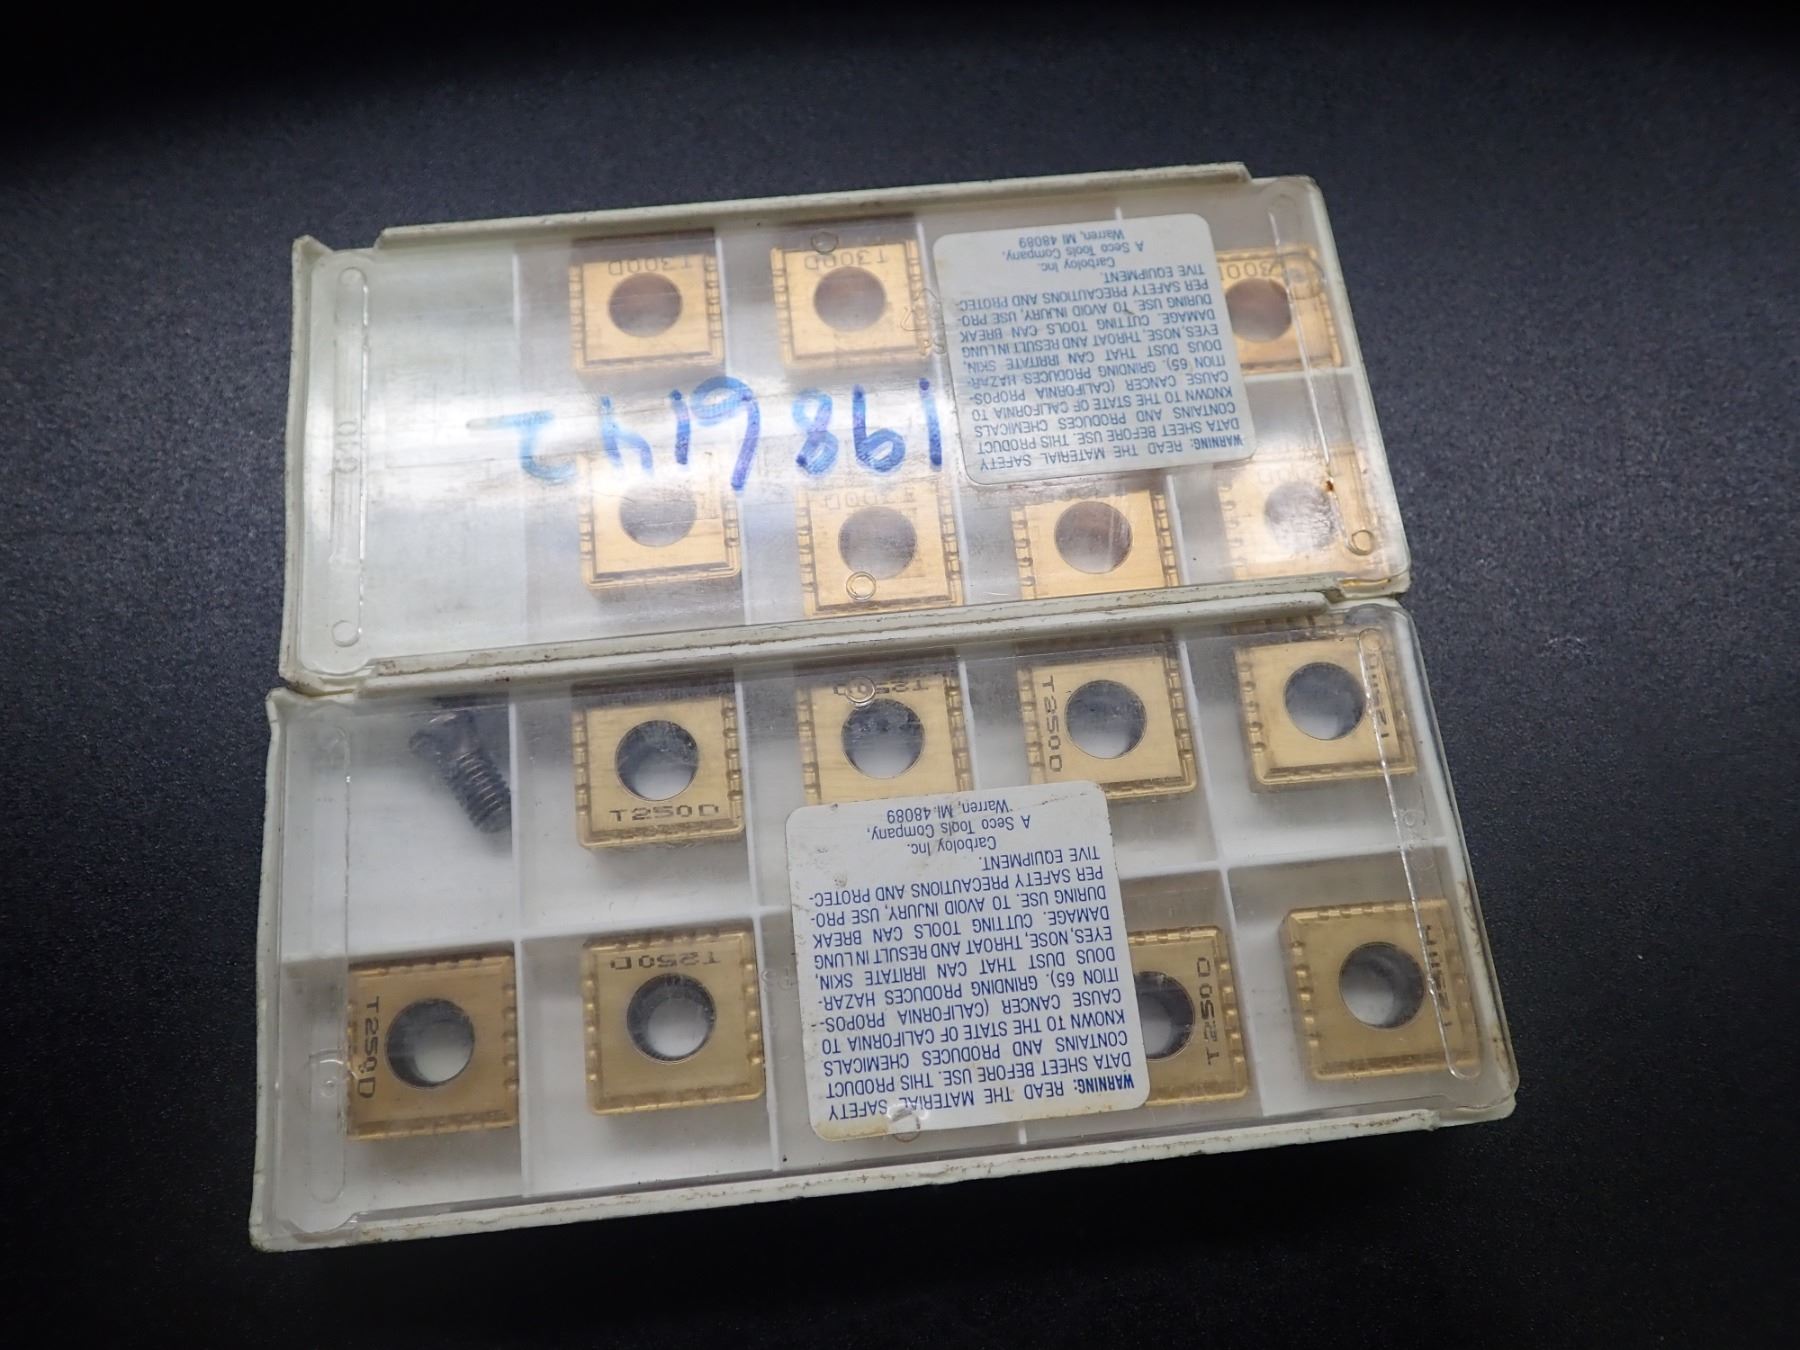 T300D
T300D
300D
1986142
300D
WARNING: READ THE MATERIAL SAFETY
DATA SHEET BEFORE USE. THIS PRODUCT
CONTAINS AND PRODUCES CHEMICALS
KNOWN TO THE STATE OF CALIFORNIA TO
CAUSE CANCER (CALIFORNIA PROPOS-
ITION 65). GRINDING PRODUCES HAZAR-
DOUS DUST THAT CAN IRRITATE SKIN,
EYES, NOSE, THROAT AND RESULT IN LUNG
DAMAGE. CUTTING TOOLS CAN BREAK
DURING USE. TO AVOID INJURY, USE PRO-
PER SAFETY PRECAUTIONS AND PROTEC-
TIVE EQUIPMENT.
Carboloy Inc.
A Seco Tools Company,
Warren, MI 48089
T250D
T250D
T250D
T250D
T250D
T250D
WARNING: READ THE MATERIAL SAFETY
DATA SHEET BEFORE USE. THIS PRODUCT
CONTAINS AND PRODUCES CHEMICALS
KNOWN TO THE STATE OF CALIFORNIA TO
CAUSE CANCER (CALIFORNIA PROPOS-
ITION 65). GRINDING PRODUCES HAZAR-
DOUS DUST THAT CAN IRRITATE SKIN,
EYES, NOSE, THROAT AND RESULT IN LUNG
DAMAGE. CUTTING TOOLS CAN BREAK
DURING USE. TO AVOID INJURY, USE PRO-
PER SAFETY PRECAUTIONS AND PROTEC-
TIVE EQUIPMENT.
Carboloy Inc.
A Seco Tools Company,
Warren, MI. 48089